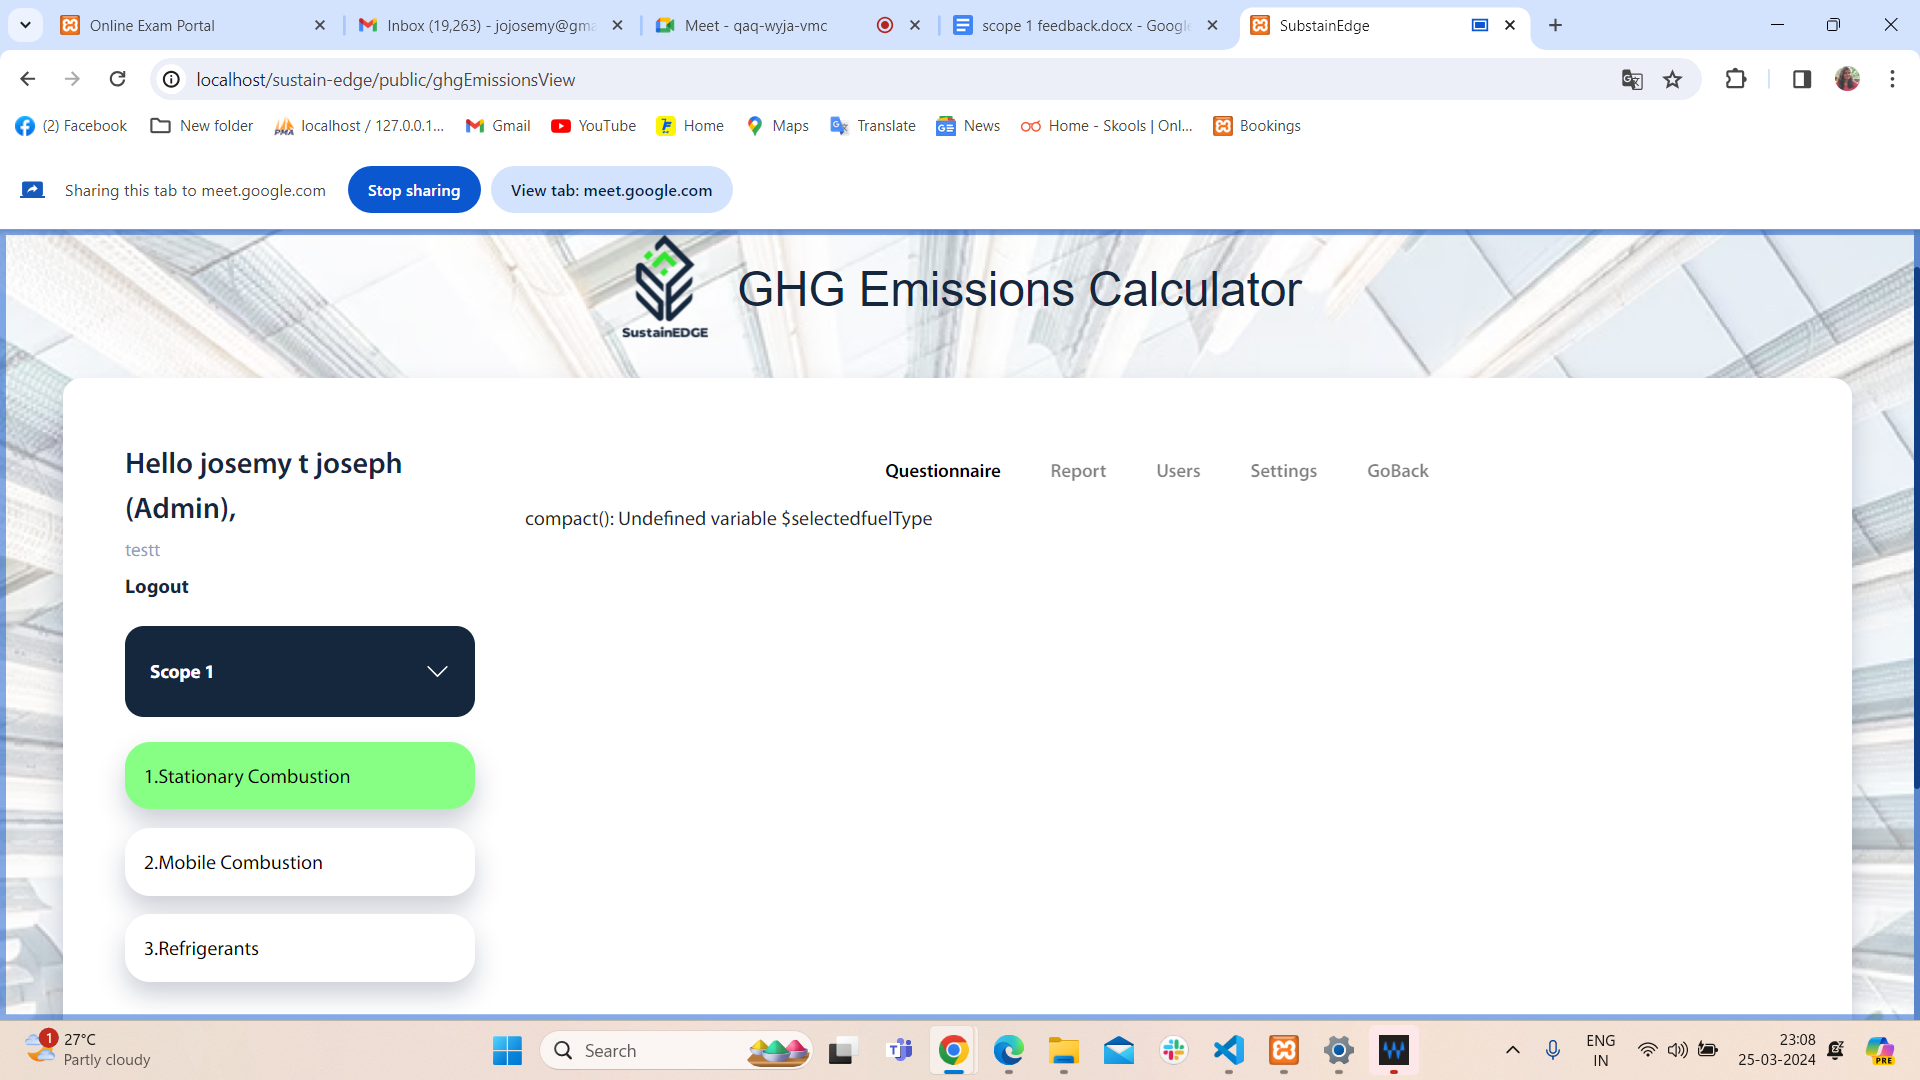 Online Exam Portal
Inbox (19,263) - jojosemy@gma
Meet - qaq-wyja-vmc
scope 1 feedback.docx - Google
SubstainEdge
localhost/sustain-edge/public/ghgEmissionsView
(2) Facebook
New folder
PMA
localhost / 127.0.0.1...
Gmail
YouTube
Home
Maps
Translate
News
Home - Skools | Onl...
Bookings
Sharing this tab to meet.google.com
Stop sharing
View tab: meet.google.com
SustainEDGE
GHG Emissions Calculator
Hello josemy t joseph
(Admin),
testt
Logout
Questionnaire
Report
Users
Settings
GoBack
compact(): Undefined variable $selectedfuelType
Scope 1
1.Stationary Combustion
2.Mobile Combustion
3.Refrigerants
1
27°C
Partly cloudy
Search
ENG
IN
23:08
25-03-2024
PRE